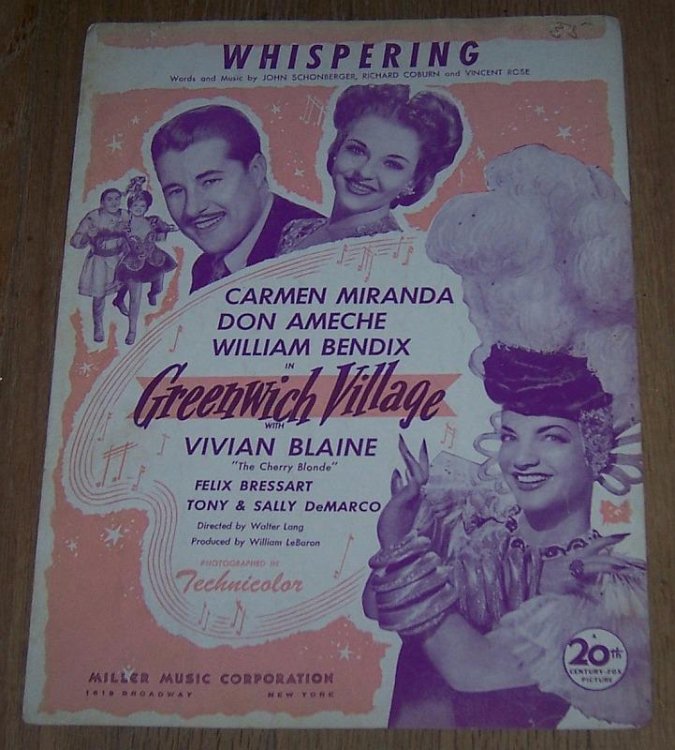 WHISPERING
Words and Music by JOHN SCHONBERGER, RICHARD COBURN and VINCENT ROSE
CARMEN MIRANDA
DON AMECHE
WILLIAM BENDIX
IN
Greenwich Village
WITH
VIVIAN BLAINE
"The Cherry Blonde"
FELIX BRESSART
TONY & SALLY DeMARCO
Directed by Walter Lang
Produced by William LeBaron
PHOTOGRAPHED IN
Technicolor
A
20th
CENTURY-FOX
PICTURE
MILLER MUSIC CORPORATION
1619 BROADWAY NEW YORK